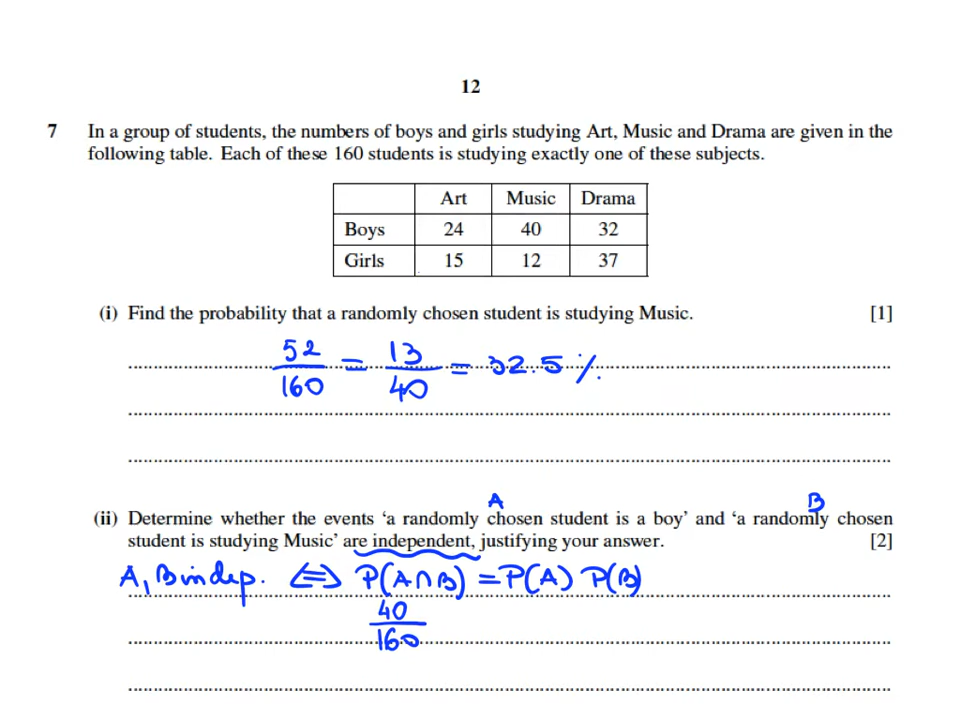 12
7 In a group of students, the numbers of boys and girls studying Art, Music and Drama are given in the
following table. Each of these 160 students is studying exactly one of these subjects.
Art Music Drama
Boys 24 40 32
Girls 15 12 37
(i) Find the probability that a randomly chosen student is studying Music. [1]
52/160 = 13/40 = 32.5 %.
A B
(ii) Determine whether the events ‘a randomly chosen student is a boy’ and ‘a randomly chosen
student is studying Music’ are independent, justifying your answer. [2]
A, B indep. ⇔ P(A∩B) = P(A) P(B)
40/160